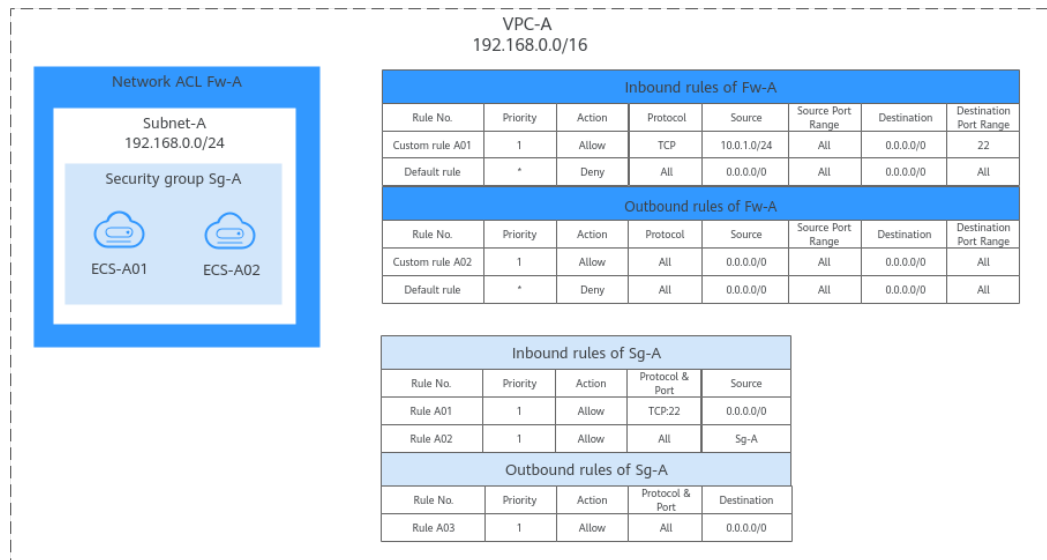 VPC-A
192.168.0.0/16
Network ACL Fw-A
Subnet-A
192.168.0.0/24
Security group Sg-A
ECS-A01
ECS-A02
Inbound rules of Fw-A
Rule No. Priority Action Protocol Source Source Port Range Destination Destination Port Range
Custom rule A01 1 Allow TCP 10.0.1.0/24 All 0.0.0.0/0 22
Default rule * Deny All 0.0.0.0/0 All 0.0.0.0/0 All
Outbound rules of Fw-A
Rule No. Priority Action Protocol Source Source Port Range Destination Destination Port Range
Custom rule A02 1 Allow All 0.0.0.0/0 All 0.0.0.0/0 All
Default rule * Deny All 0.0.0.0/0 All 0.0.0.0/0 All
Inbound rules of Sg-A
Rule No. Priority Action Protocol & Port Source
Rule A01 1 Allow TCP:22 0.0.0.0/0
Rule A02 1 Allow All Sg-A
Outbound rules of Sg-A
Rule No. Priority Action Protocol & Port Destination
Rule A03 1 Allow All 0.0.0.0/0